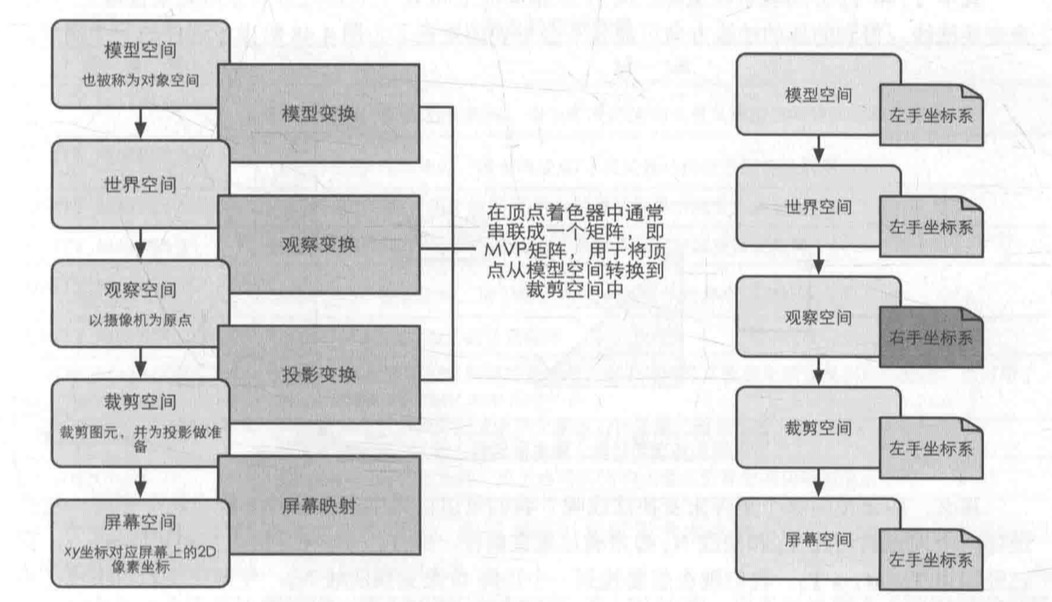 模型空间
也被称为对象空间
模型变换
世界空间
观察变换
观察空间
以摄像机为原点
投影变换
裁剪空间
裁剪图元，并为投影做准
备
屏幕映射
屏幕空间
xy坐标对应屏幕上的2D
像素坐标
在顶点着色器中通常
串联成一个矩阵，即
MVP矩阵，用于将顶
点从模型空间转换到
裁剪空间中
模型空间
左手坐标系
世界空间
左手坐标系
观察空间
右手坐标系
裁剪空间
左手坐标系
屏幕空间
左手坐标系